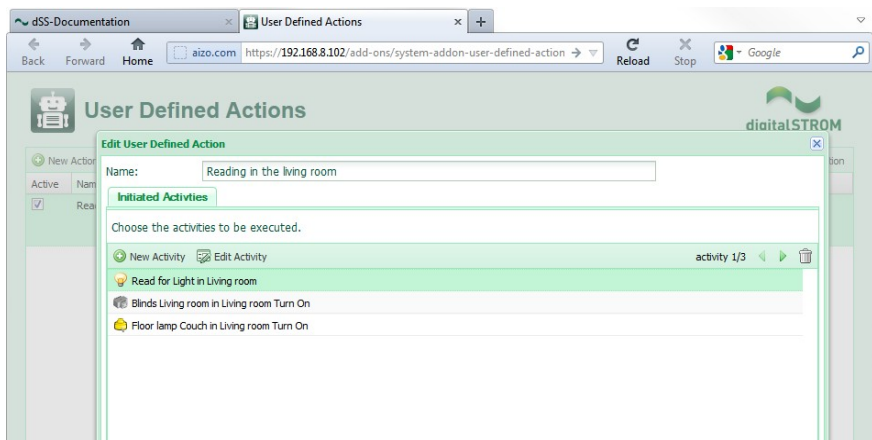 dSS-Documentation
User Defined Actions
Back
Forward
Home
aizo.com
https://192.168.8.102/add-ons/system-addon-user-defined-action
Reload
Stop
Google
User Defined Actions
digitalSTROM
Edit User Defined Action
New Action
Name:
Reading in the living room
Active
Initiated Activties
Choose the activities to be executed.
New Activity
Edit Activity
activity 1/3
Read for Light in Living room
Blinds Living room in Living room Turn On
Floor lamp Couch in Living room Turn On